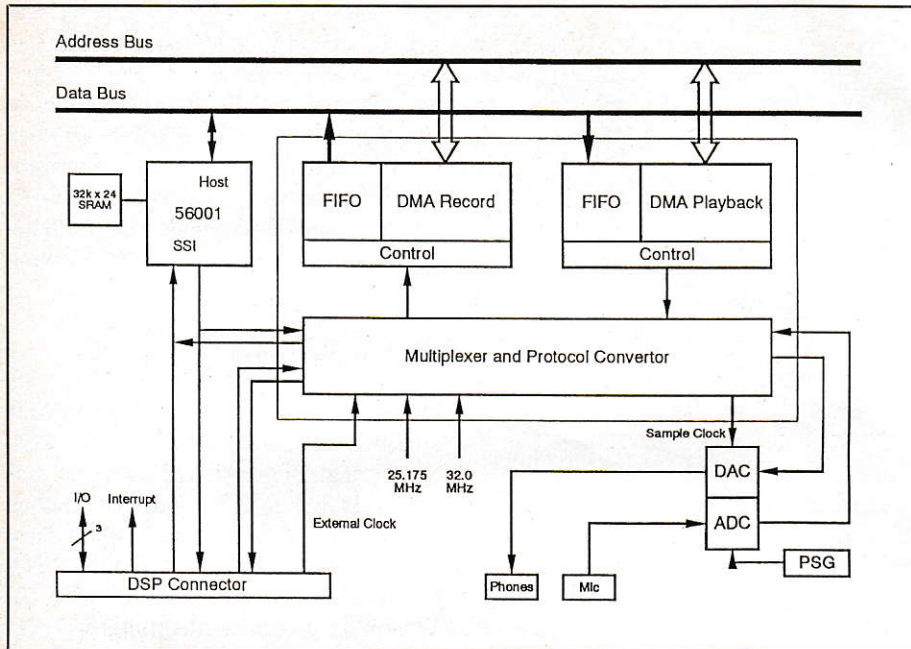 Address Bus
Data Bus
Host
56001
SSI
32k x 24
SRAM
FIFO
DMA Record
Control
FIFO
DMA Playback
Control
Multiplexer and Protocol Convertor
Sample Clock
25.175
MHz
32.0
MHz
DAC
ADC
I/O
3
Interrupt
External Clock
DSP Connector
Phones
Mic
PSG